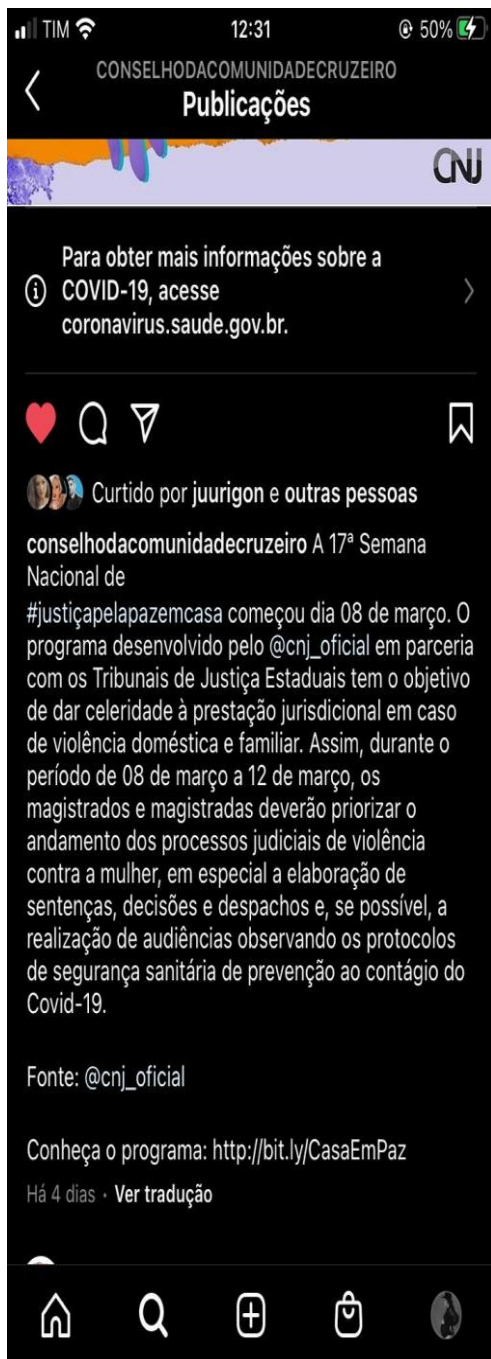 TIM 12:31 50%
CONSELHODACOMUNIDADECRUZEIRO
Publicações
CNJ
Para obter mais informações sobre a
COVID-19, acesse
coronavirus.saude.gov.br.
Curtido por juurigon e outras pessoas
conselhodacomunidadecruzeiro A 17ª Semana
Nacional de
#justiçapelapazemcasa começou dia 08 de março. O
programa desenvolvido pelo @cnj_oficial em parceria
com os Tribunais de Justiça Estaduais tem o objetivo
de dar celeridade à prestação jurisdicional em caso
de violência doméstica e familiar. Assim, durante o
período de 08 de março a 12 de março, os
magistrados e magistradas deverão priorizar o
andamento dos processos judiciais de violência
contra a mulher, em especial a elaboração de
sentenças, decisões e despachos e, se possível, a
realização de audiências observando os protocolos
de segurança sanitária de prevenção ao contágio do
Covid-19.
Fonte: @cnj_oficial
Conheça o programa: http://bit.ly/CasaEmPaz
Há 4 dias · Ver tradução